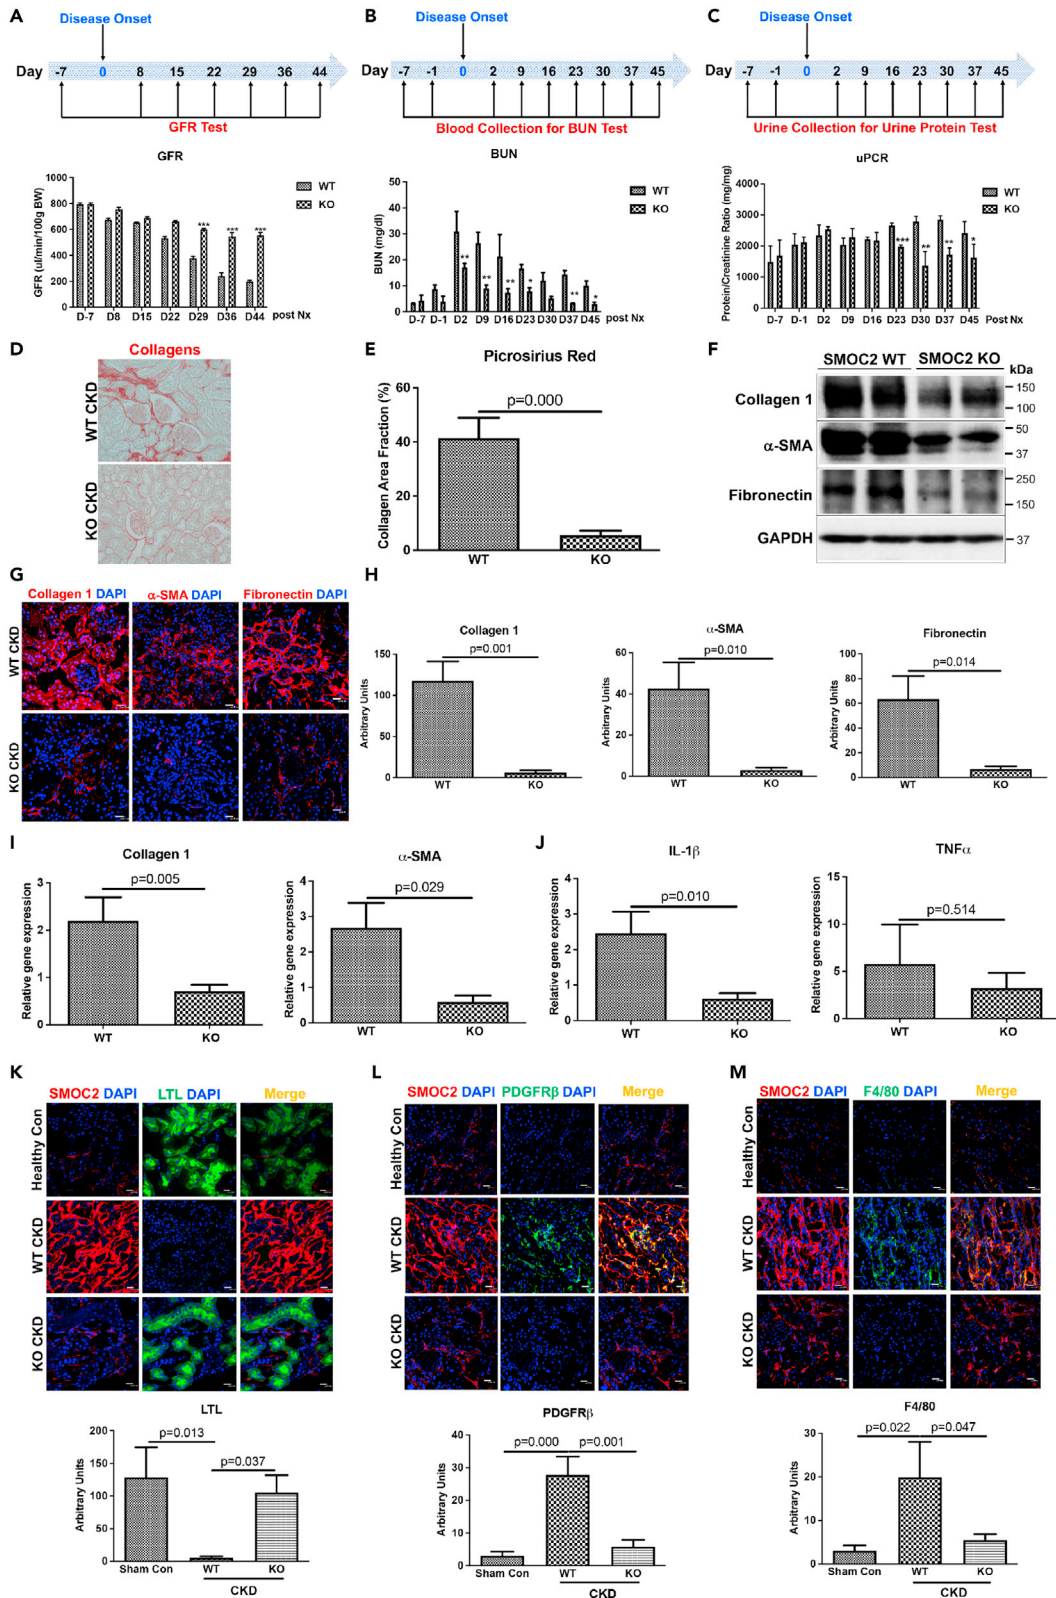 A
Disease Onset
Day -7 0 8 15 22 29 36 44
GFR Test
GFR
GFR (ul/min/100g BW)
1000
800
600
400
200
0
WT
KO
*** *** ***
D-7 D8 D15 D22 D29 D36 D44 post Nx
B
Disease Onset
Day -7 -1 0 2 9 16 23 30 37 45
Blood Collection for BUN Test
BUN
BUN (mg/dl)
50
40
30
20
10
0
WT
KO
** ** ** * ** *
D-7 D-1 D2 D9 D16 D23 D30 D37 D45 post Nx
C
Disease Onset
Day -7 -1 0 2 9 16 23 30 37 45
Urine Collection for Urine Protein Test
uPCR
Protein/Creatinine Ratio (mg/mg)
4000
3000
2000
1000
0
WT
KO
*** ** ** *
D-7 D-1 D2 D9 D16 D23 D30 D37 D45 Post Nx
D
Collagens
WT CKD
KO CKD
E
Picrosirius Red
Collagen Area Fraction (%)
60
40
20
0
p=0.000
WT KO
F
SMOC2 WT SMOC2 KO
kDa
Collagen 1
150
100
α-SMA
50
37
Fibronectin
250
150
GAPDH
37
G
Collagen 1 DAPI α-SMA DAPI Fibronectin DAPI
WT CKD
KO CKD
H
Collagen 1
p=0.001
Arbitrary Units
150
100
50
0
WT KO
α-SMA
p=0.010
Arbitrary Units
60
40
20
0
WT KO
Fibronectin
p=0.014
Arbitrary Units
100
80
60
40
20
0
WT KO
I
Collagen 1
p=0.005
Relative gene expression
3
2
1
0
WT KO
α-SMA
p=0.029
Relative gene expression
4
3
2
1
0
WT KO
J
IL-1β
p=0.010
Relative gene expression
4
3
2
1
0
WT KO
TNFα
p=0.514
Relative gene expression
15
10
5
0
WT KO
K
SMOC2 DAPI LTL DAPI Merge
Healthy Con
WT CKD
KO CKD
LTL
p=0.013
p=0.037
Arbitrary Units
200
150
100
50
0
Sham Con WT KO
CKD
L
SMOC2 DAPI PDGFRβ DAPI Merge
Healthy Con
WT CKD
KO CKD
PDGFRβ
p=0.000 p=0.001
Arbitrary Units
40
30
20
10
0
Sham Con WT KO
CKD
M
SMOC2 DAPI F4/80 Merge
Healthy Con
WT CKD
KO CKD
F4/80
p=0.022 p=0.047
Arbitrary Units
30
20
10
0
Sham Con WT KO
CKD